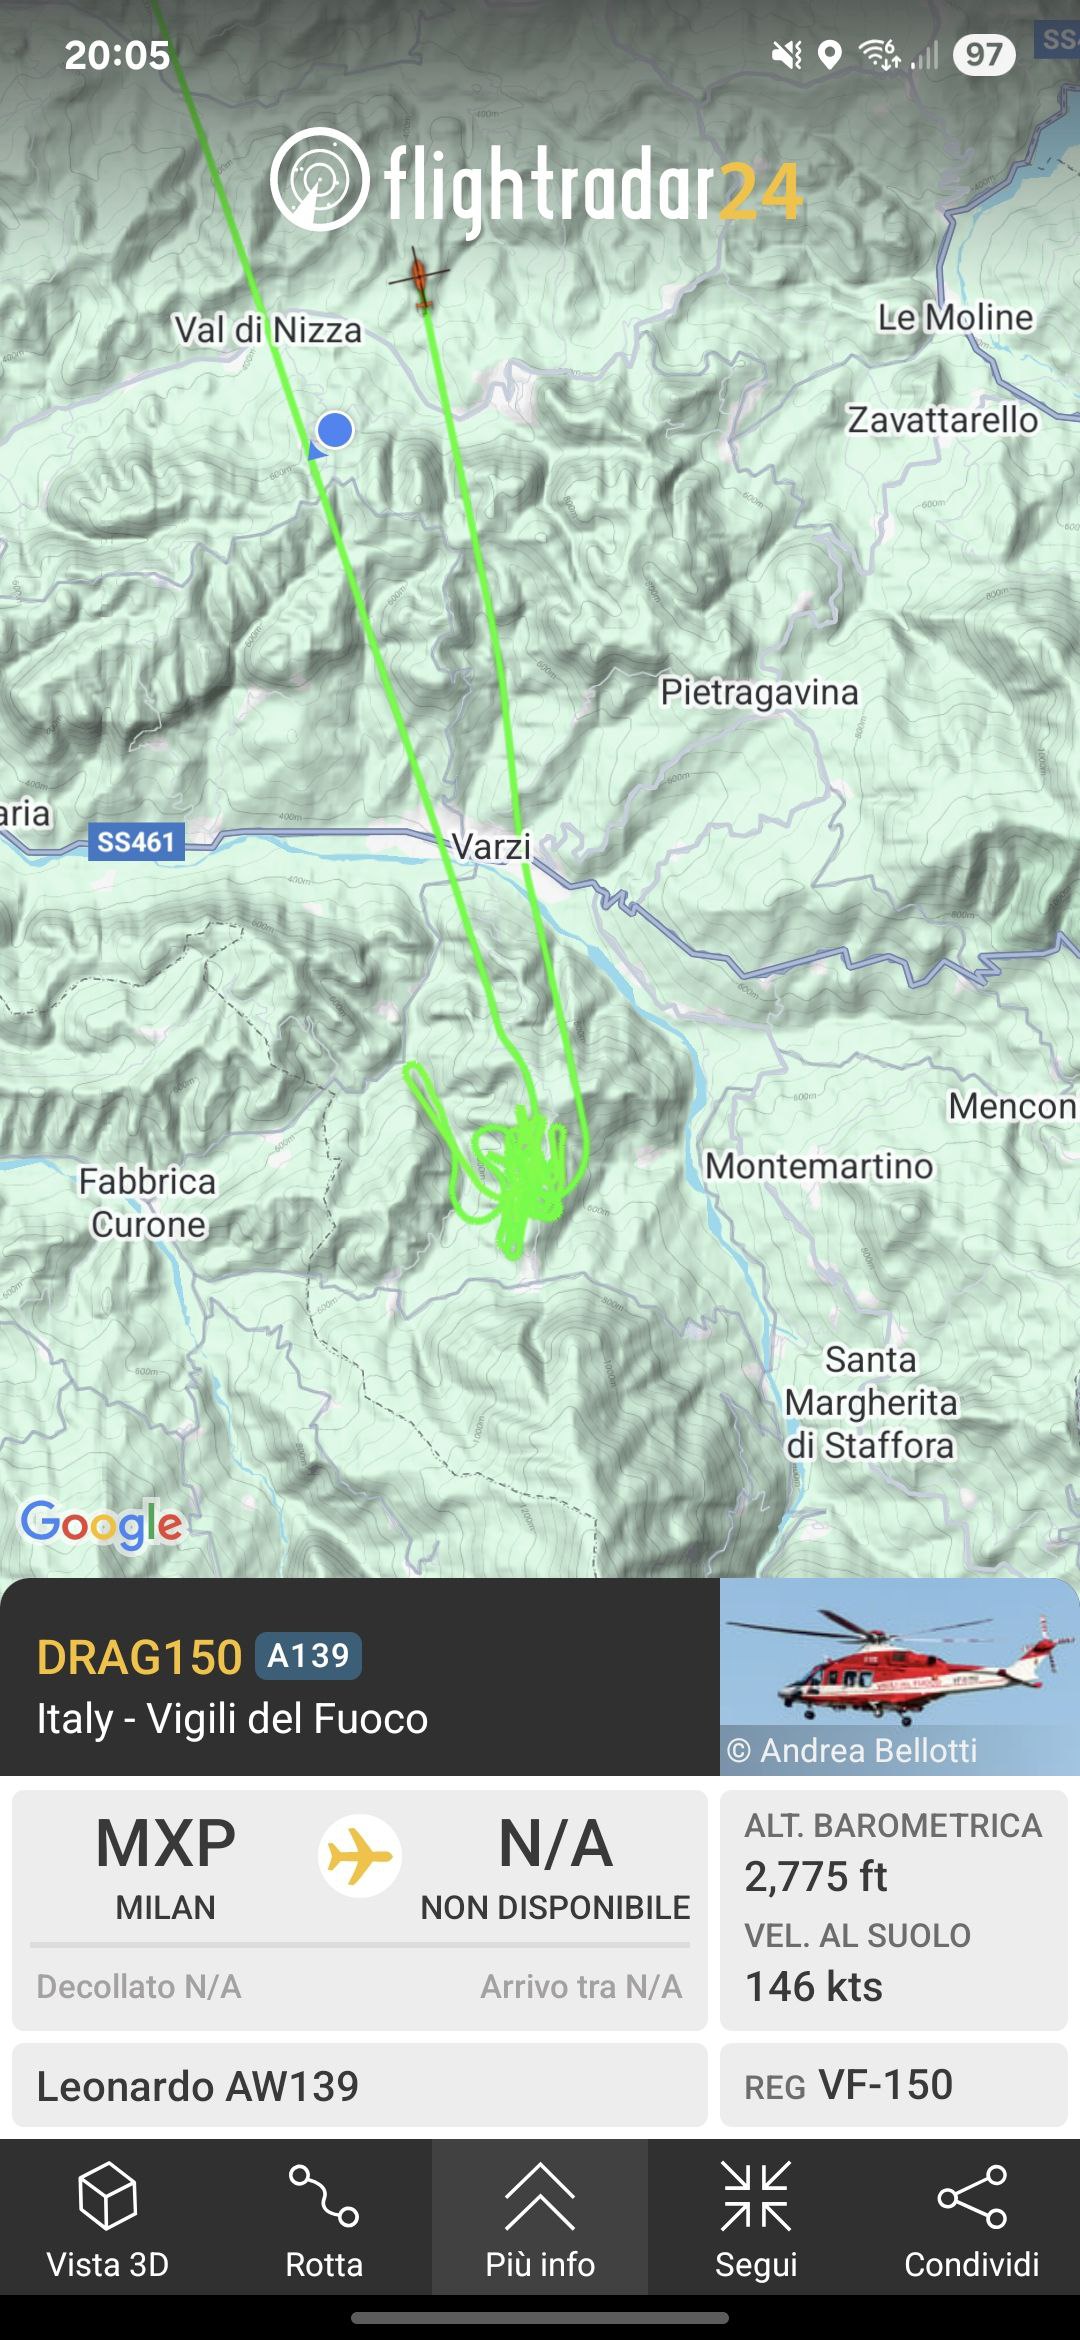 20:05
6
97
SS
flightradar24
Val di Nizza
Le Moline
Zavattarello
Pietragavina
aria
SS461
Varzi
Mencon
Montemartino
Fabbrica
Curone
Santa
Margherita
di Staffora
Google
DRAG150 A139
Italy - Vigili del Fuoco
© Andrea Bellotti
MXP
MILAN
N/A
NON DISPONIBILE
Decollato N/A
Arrivo tra N/A
ALT. BAROMETRICA
2,775 ft
VEL. AL SUOLO
146 kts
Leonardo AW139
REG VF-150
Vista 3D
Rotta
Più info
Segui
Condividi